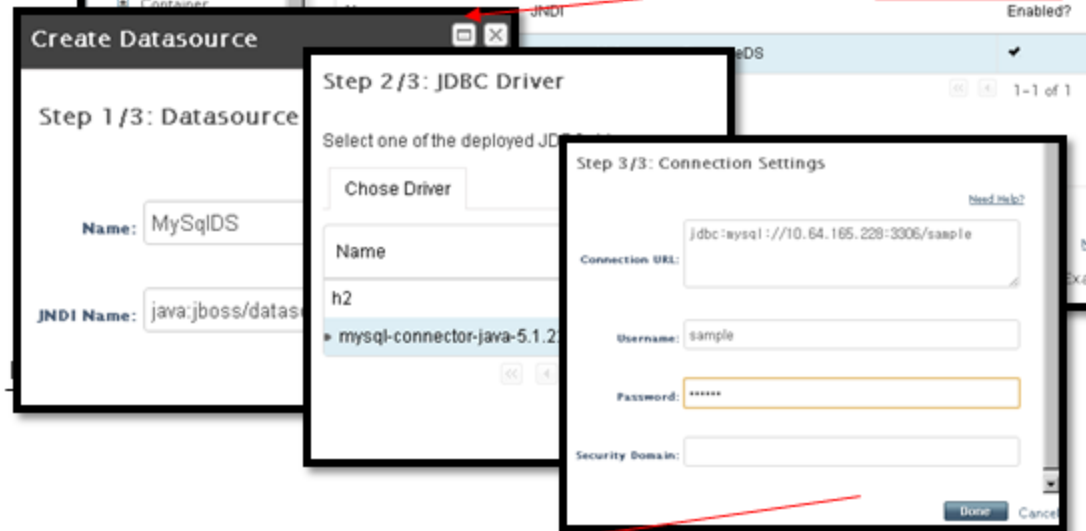 Container
JNDI
Enabled?
eDS
1-1 of 1
Create Datasource
Step 1/3: Datasource
Name: MySqlDS
JNDI Name: java:jboss/datas
Step 2/3: JDBC Driver
Select one of the deployed JD
Chose Driver
Name
h2
mysql-connector-java-5.1.2
Step 3/3: Connection Settings
Need Help?
Connection URL: jdbc:mysql://10.64.165.228:3306/sample
Username: sample
Password: ••••••
Security Domain:
Done Cancel